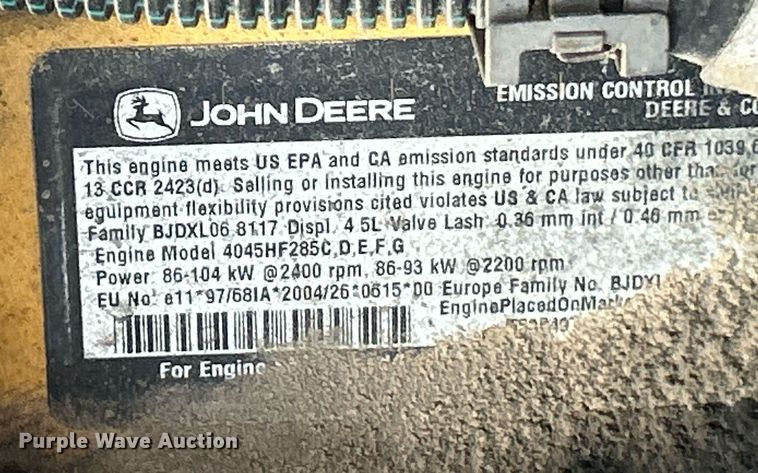 JOHN DEERE
EMISSION CONTROL
DEERE & CO
This engine meets US EPA and CA emission standards under 40 CFR 1039.6
13 CCR 2423(d). Selling or installing this engine for purposes other
equipment flexibility provisions cited violates US & CA law subject to
Family BJDXL06.8117 Displ. 4.5L Valve Lash: 0.36 mm int / 0.46 mm
Engine Model 4045HF285C,D,E,F,G
Power: 86-104 kW @2400 rpm, 86-93 kW @2200 rpm
EU No: e11*97/68IA*2004/26*0615*00 Europe Family No.
EnginePlacedOn
For Engine
Purple Wave Auction